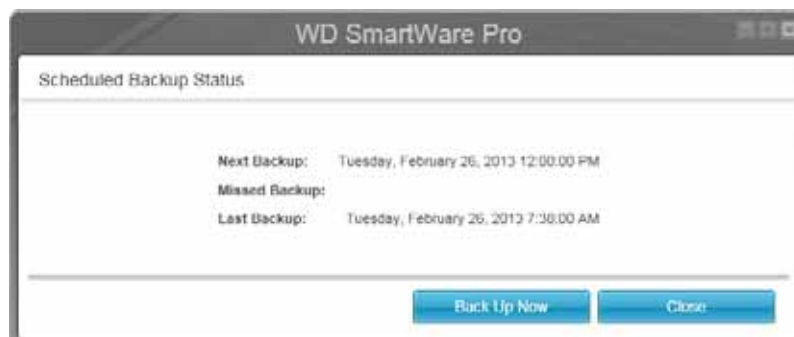 WD SmartWare Pro
Scheduled Backup Status
Next Backup: Tuesday, February 26, 2013 12:00:00 PM
Missed Backup:
Last Backup: Tuesday, February 26, 2013 7:30:00 AM
Back Up Now Close